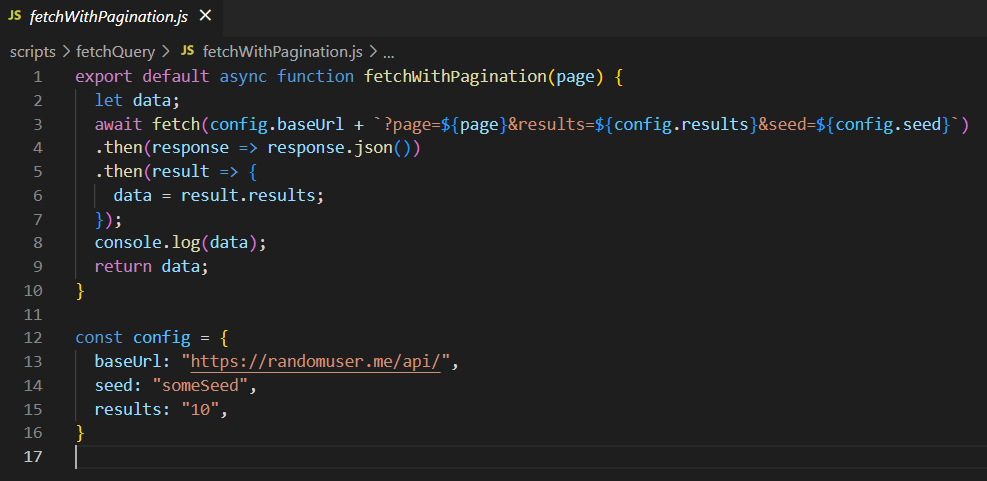 JS fetchWithPagination.js ×
scripts > fetchQuery > JS fetchWithPagination.js > ...
1 export default async function fetchWithPagination(page) {
2   let data;
3   await fetch(config.baseUrl + `?page=${page}&results=${config.results}&seed=${config.seed}`)
4   .then(response => response.json())
5   .then(result => {
6     data = result.results;
7   });
8   console.log(data);
9   return data;
10 }
11
12 const config = {
13   baseUrl: "https://randomuser.me/api/",
14   seed: "someSeed",
15   results: "10",
16 }
17